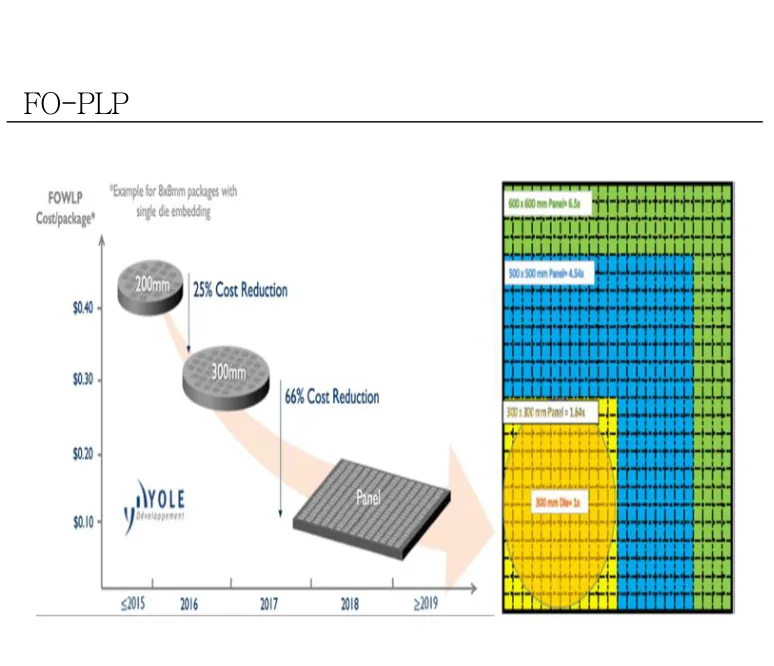 FO-PLP
FOWLP
Cost/package*
*Example for 8x8mm packages with
single die embedding
200mm
25% Cost Reduction
$0.40
300mm
$0.30
66% Cost Reduction
$0.20
Panel
YOLE
Développement
$0.10
≤2015
2016
2017
2018
≥2019
600 x 600 mm Panel= 6.5x
500 x 500 mm Panel= 4.54x
300 x 300 mm Panel = 1.64x
300 mm Dia= 1x